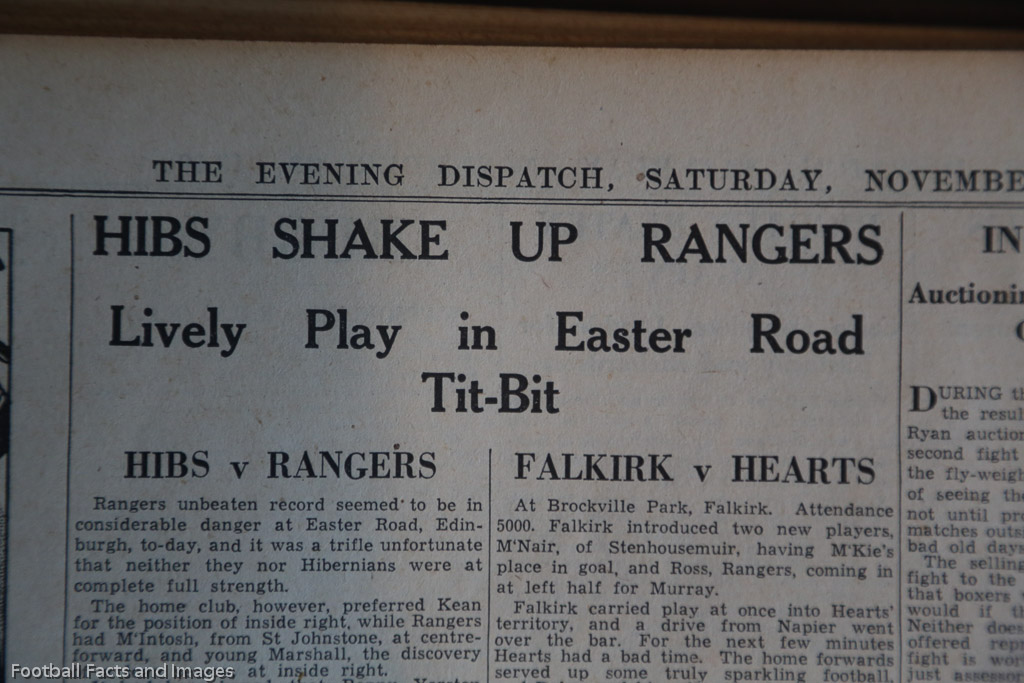 THE EVENING DISPATCH, SATURDAY, NOVEMBE
HIBS SHAKE UP RANGERS
Lively Play in Easter Road
Tit-Bit
HIBS v RANGERS
Rangers unbeaten record seemed to be in
considerable danger at Easter Road, Edin-
burgh, to-day, and it was a trifle unfortunate
that neither they nor Hibernians were at
complete full strength.
The home club, however, preferred Kean
for the position of inside right, while Rangers
had M'Intosh, from St Johnstone, at centre-
forward, and young Marshall, the discovery
at inside right.
FALKIRK v HEARTS
At Brockville Park, Falkirk. Attendance
5000. Falkirk introduced two new players,
M'Nair, of Stenhousemuir, having M'Kie's
place in goal, and Ross, Rangers, coming in
at left half for Murray.
Falkirk carried play at once into Hearts'
territory, and a drive from Napier went
over the bar. For the next few minutes
Hearts had a bad time. The home forwards
served up some truly sparkling football,
IN
Auctioni
DURING th
the resul
Ryan auction
second fight
the fly-weigh
of seeing the
not until pre
matches outs
bad old days
The selling
fight to the
that boxers
would if th
Neither does
offered rep
fight is wor
just assessor
Football Facts and Images